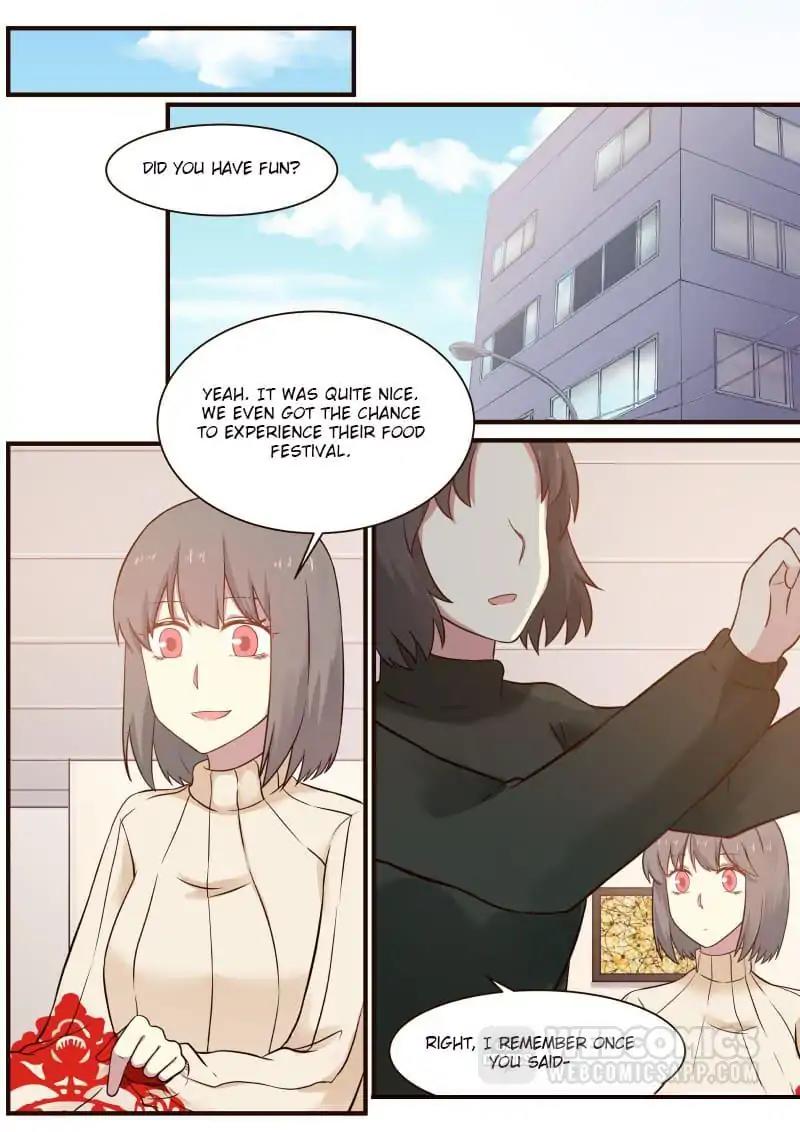 DID YOU HAVE FUN?
YEAH. IT WAS QUITE NICE.
WE EVEN GOT THE CHANCE
TO EXPERIENCE THEIR FOOD
FESTIVAL.
RIGHT, I REMEMBER ONCE
YOU SAID-
WEBCOMICS
WEBCOMICSAPP.COM